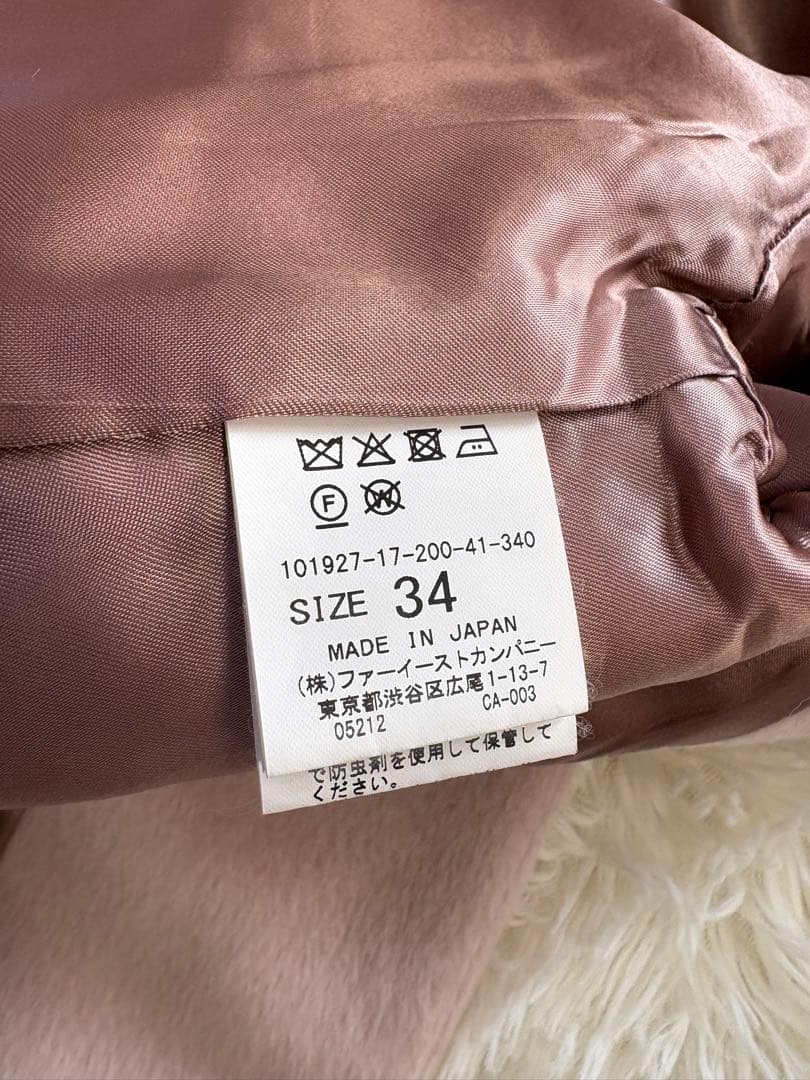 F
W
101927-17-200-41-340
SIZE 34
MADE IN JAPAN
(株)ファーイーストカンパニー
東京都渋谷区広尾1-13-7
05212 CA-003
で防虫剤を使用して保管して
ください。